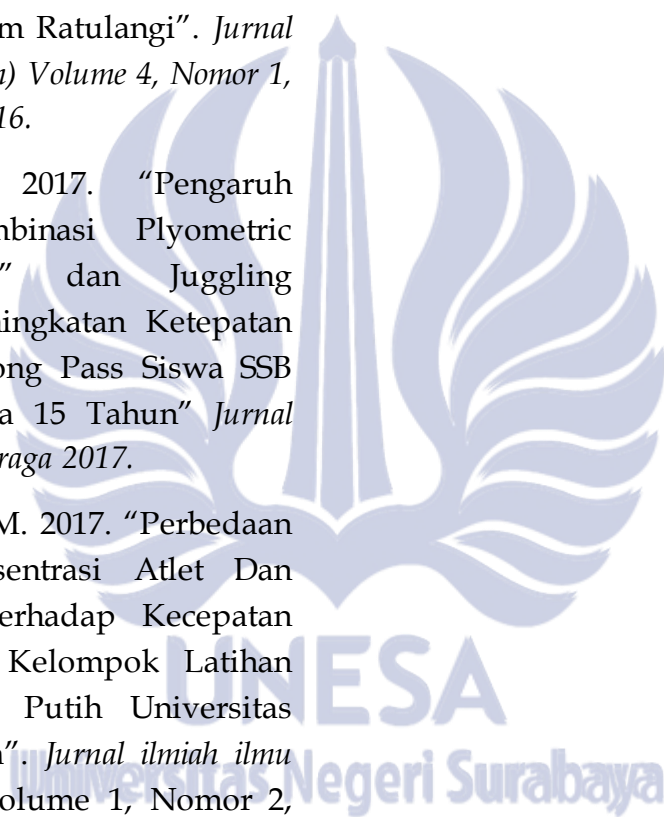 m Ratulangi”. Jurnal
) Volume 4, Nomor 1,
16.
2017. “Pengaruh
mbinasi Plyometric
” dan Juggling
ningkatan Ketepatan
ong Pass Siswa SSB
a 15 Tahun” Jurnal
raga 2017.
M. 2017. “Perbedaan
sentrasi Atlet Dan
erhadap Kecepatan
Kelompok Latihan
Putih Universitas
”. Jurnal ilmiah ilmu
olume 1, Nomor 2,
UNESA
Universitas Negeri Surabaya